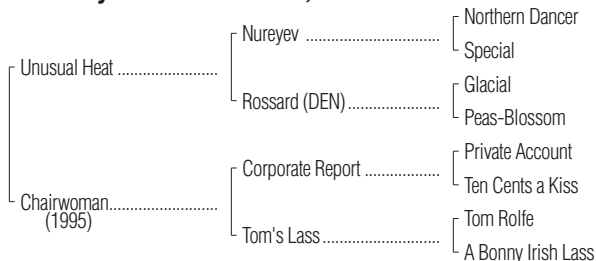 Northern Dancer
Nureyev ........................
Special
Unusual Heat ......................
Glacial
Rossard (DEN) ....................
Peas-Blossom
Private Account
Corporate Report ................
Ten Cents a Kiss
Chairwoman........................
(1995)
Tom Rolfe
Tom's Lass .........................
A Bonny Irish Lass